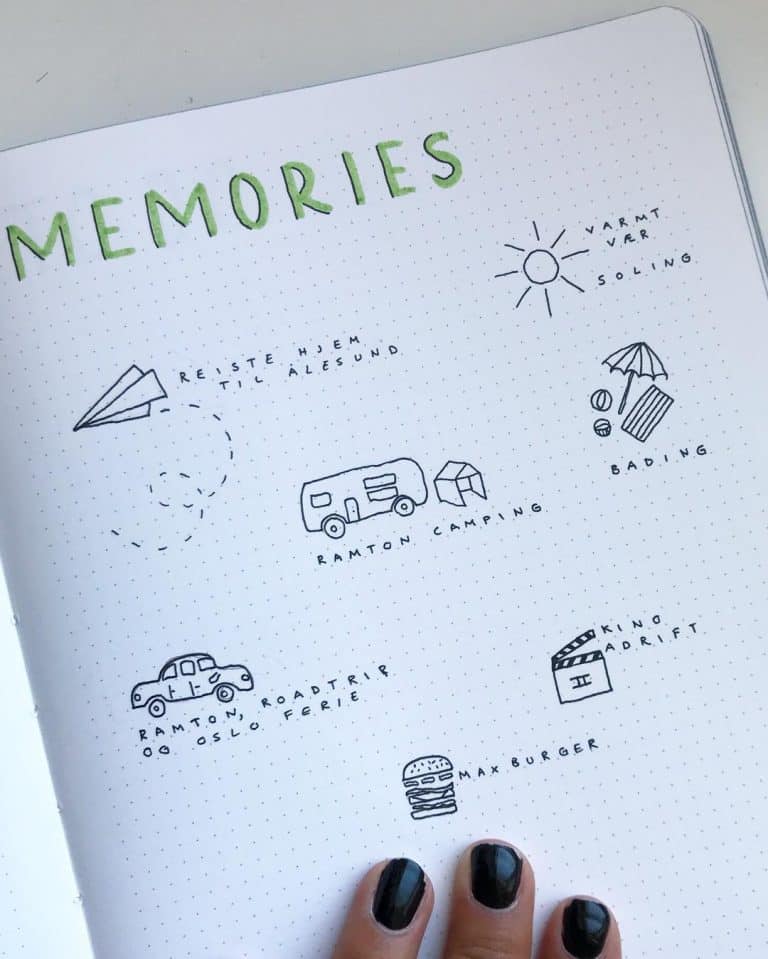 MEMORIES
VARMT
VÆR
SOLING
REISTE HJEM
TIL ÅLESUND
BADING
RAMTON CAMPING
KINO
ADRIFT
RAMTON, ROADTRIP
OG OSLO FERIE
MAX BURGER